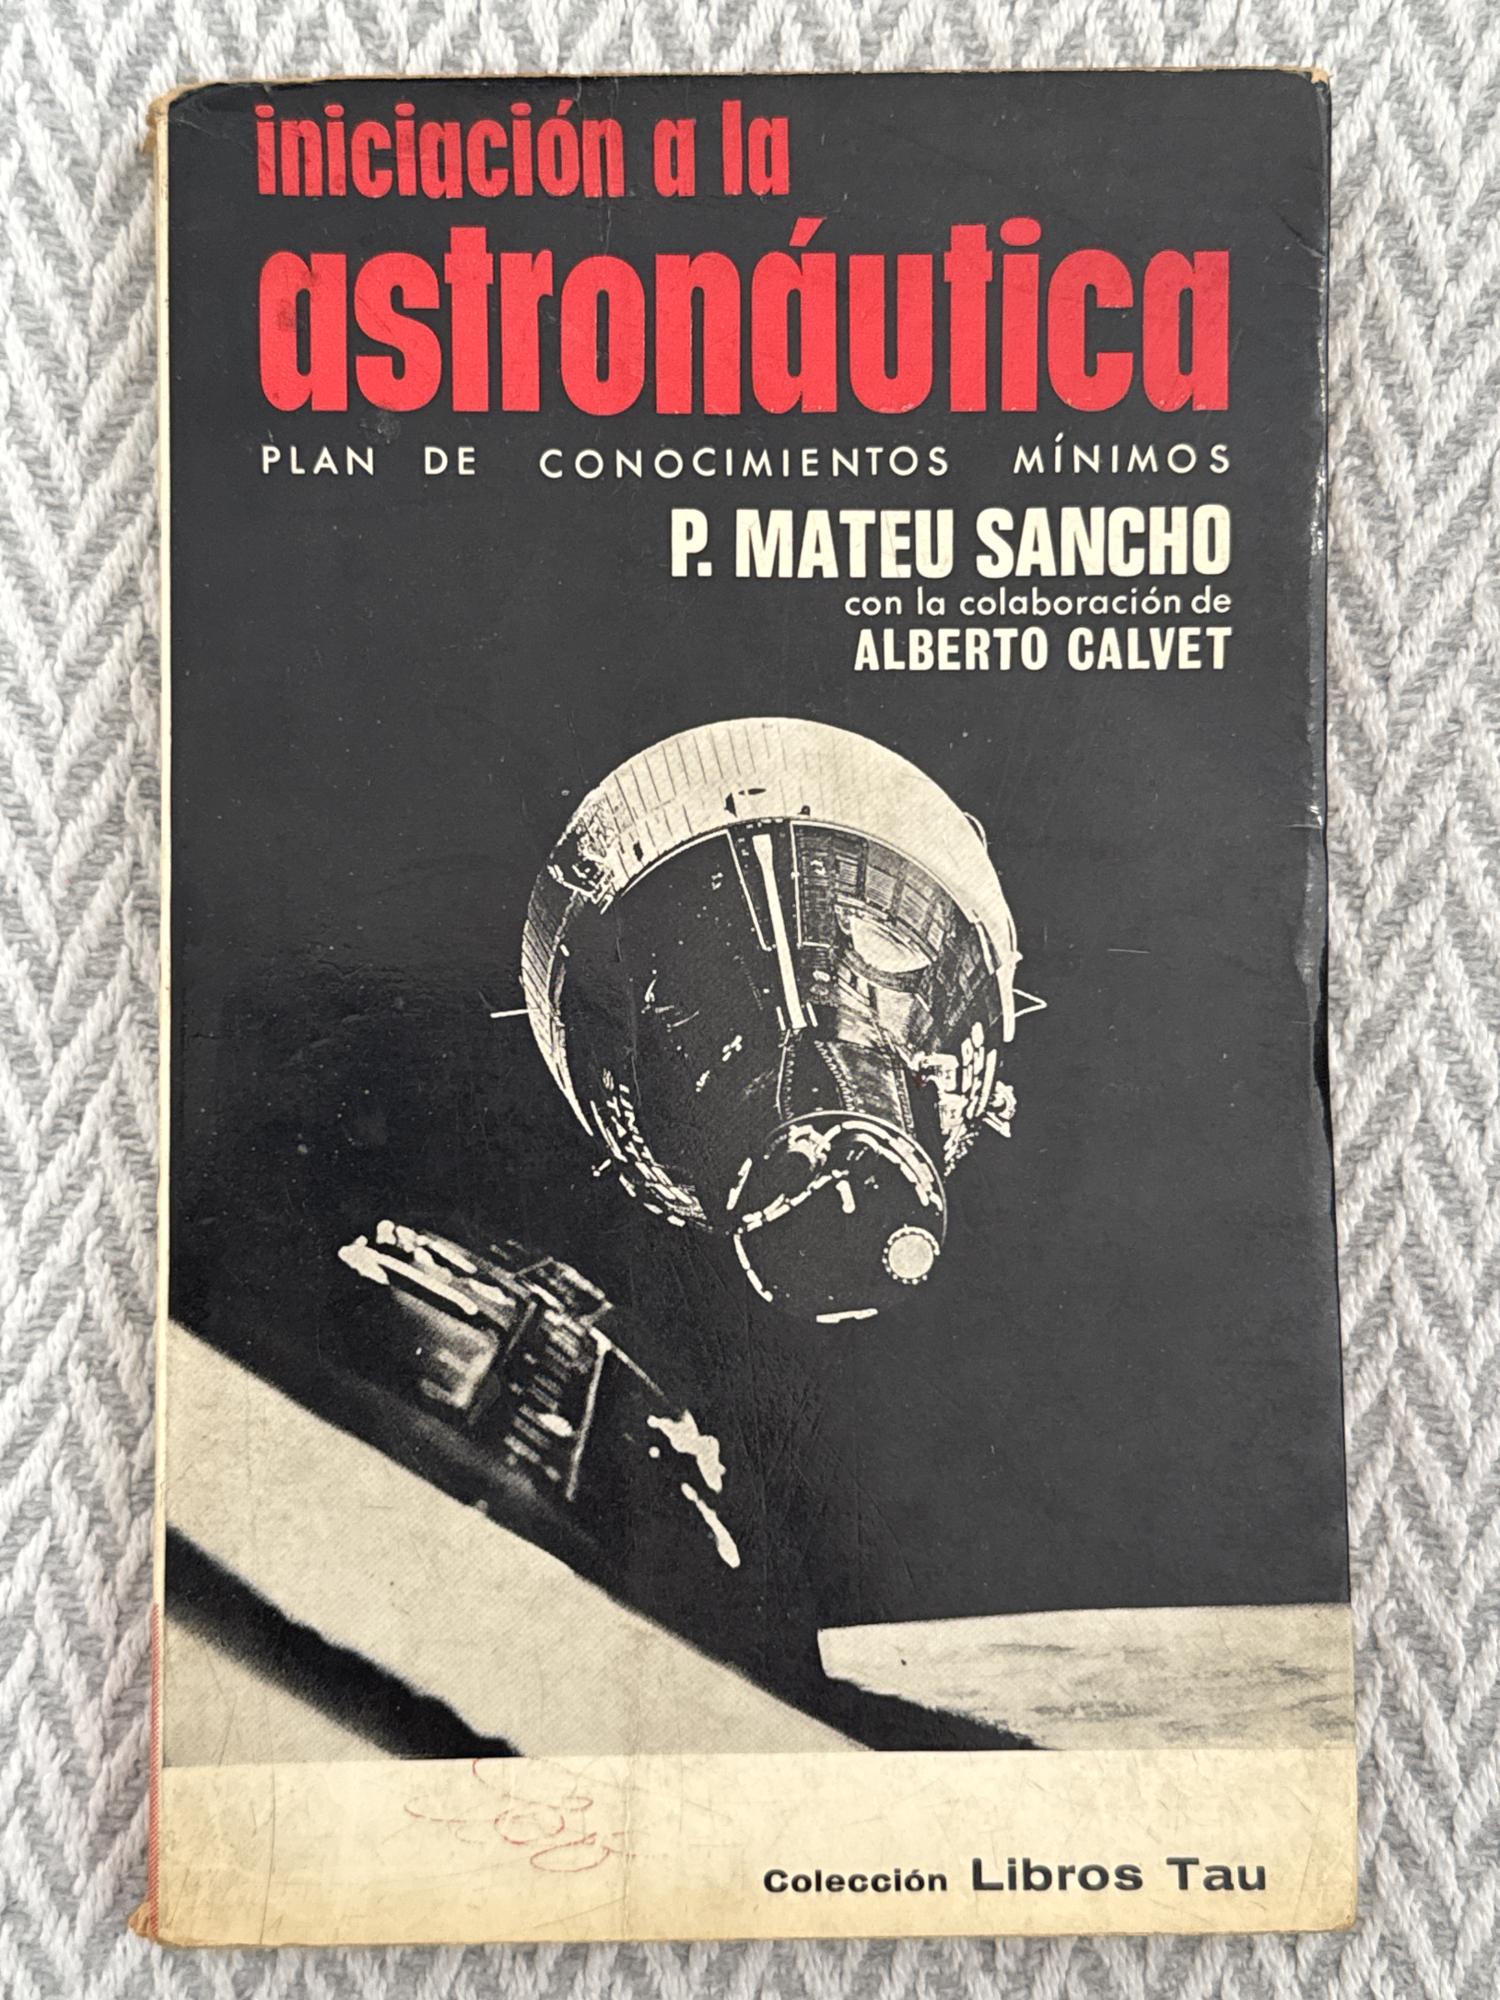 iniciación a la
astronáutica
PLAN DE CONOCIMIENTOS MÍNIMOS
P. MATEU SANCHO
con la colaboración de
ALBERTO CALVET
Colección Libros Tau